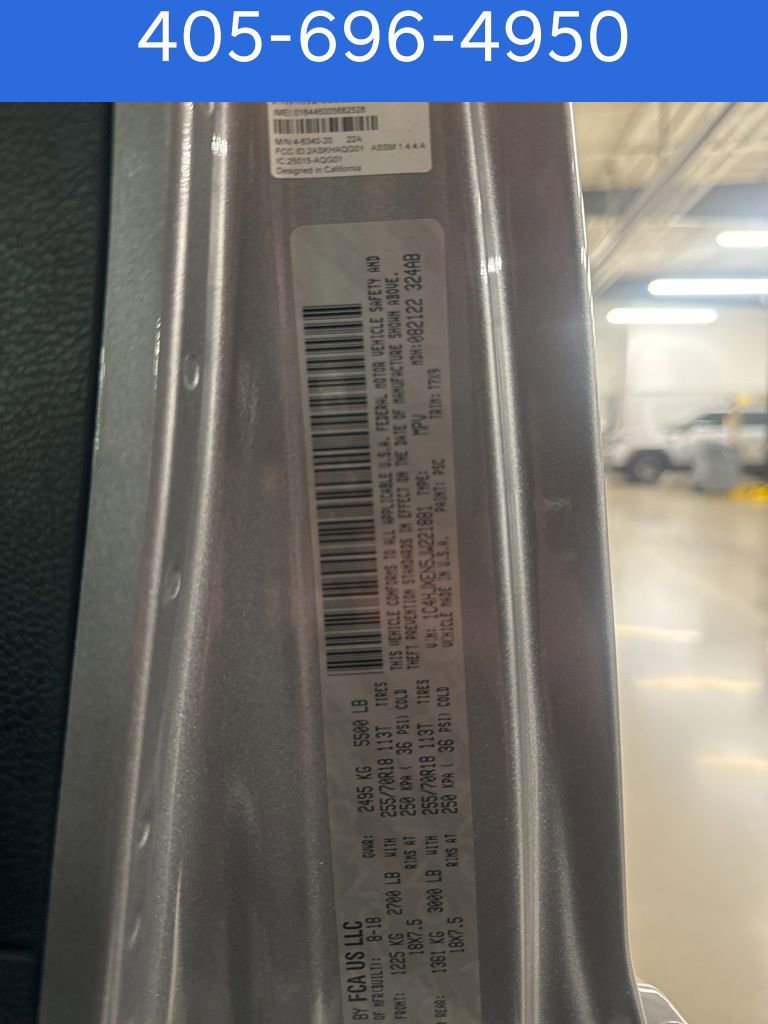 405-696-4950
IMEI:016446005682528
M/N:4-6340-20 22A
FCC ID:2ASKHAQG01 ASSM:1.4.4.A
IC:25015-AQG01
Designed in California
BY FCA US LLC
OF MFR(BUILT): 8-18 GVWR: 2495 KG 5500 LB
FRONT: 1225 KG 2700 LB WITH 255/70R18 113T TIRES
18X7.5 RIMS AT 250 KPA ( 36 PSI) COLD
REAR: 1361 KG 3000 LB WITH 255/70R18 113T TIRES
18X7.5 RIMS AT 250 KPA ( 36 PSI) COLD
THIS VEHICLE CONFORMS TO ALL APPLICABLE U.S.A. FEDERAL MOTOR VEHICLE SAFETY AND
THEFT PREVENTION STANDARDS IN EFFECT ON THE DATE OF MANUFACTURE SHOWN ABOVE.
VIN: 1C4HJXEN5JW221881 TYPE: MPV MDH:082122 324AB
VEHICLE MADE IN U.S.A. PAINT: PSC TRIM: T7X9